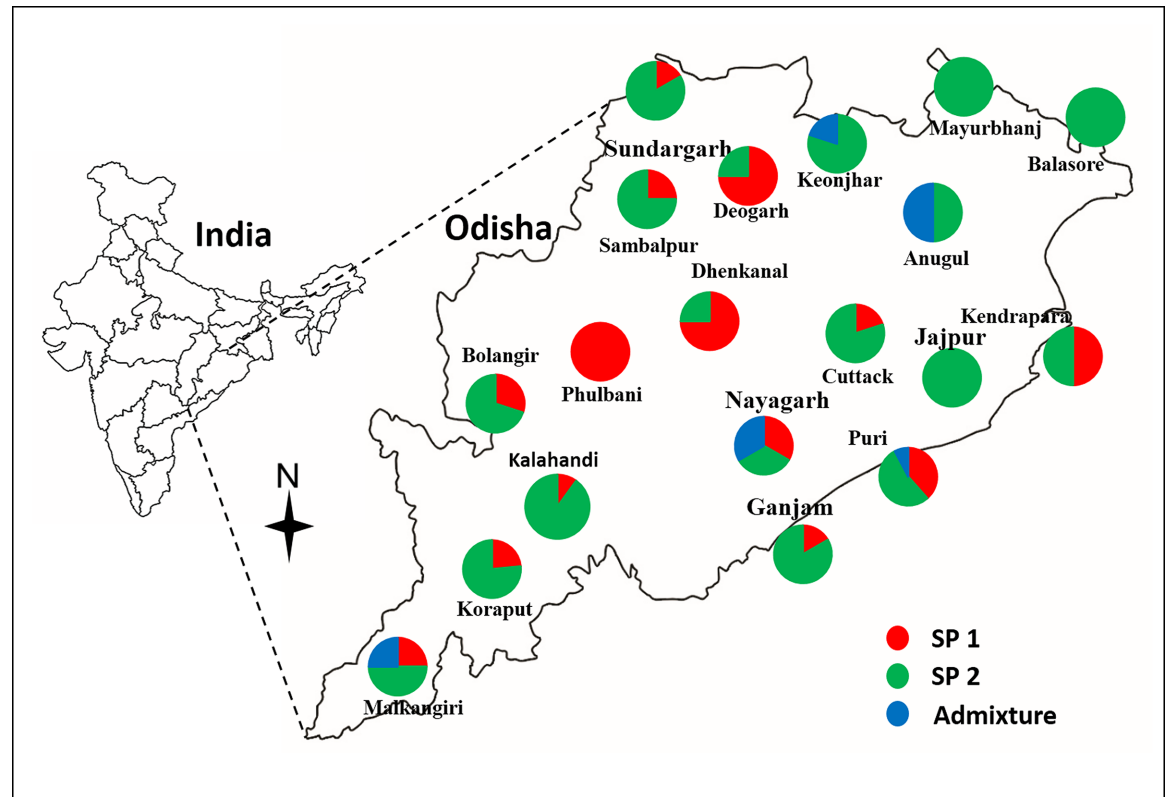 Mayurbhanj
Balasore
Sundargarh
Keonjhar
Deogarh
India
Odisha
Sambalpur
Anugul
Dhenkanal
Kendrapara
Jajpur
Bolangir
Cuttack
Phulbani
Nayagarh
Puri
Kalahandi
N
Ganjam
Koraput
SP 1
SP 2
Malkangiri
Admixture